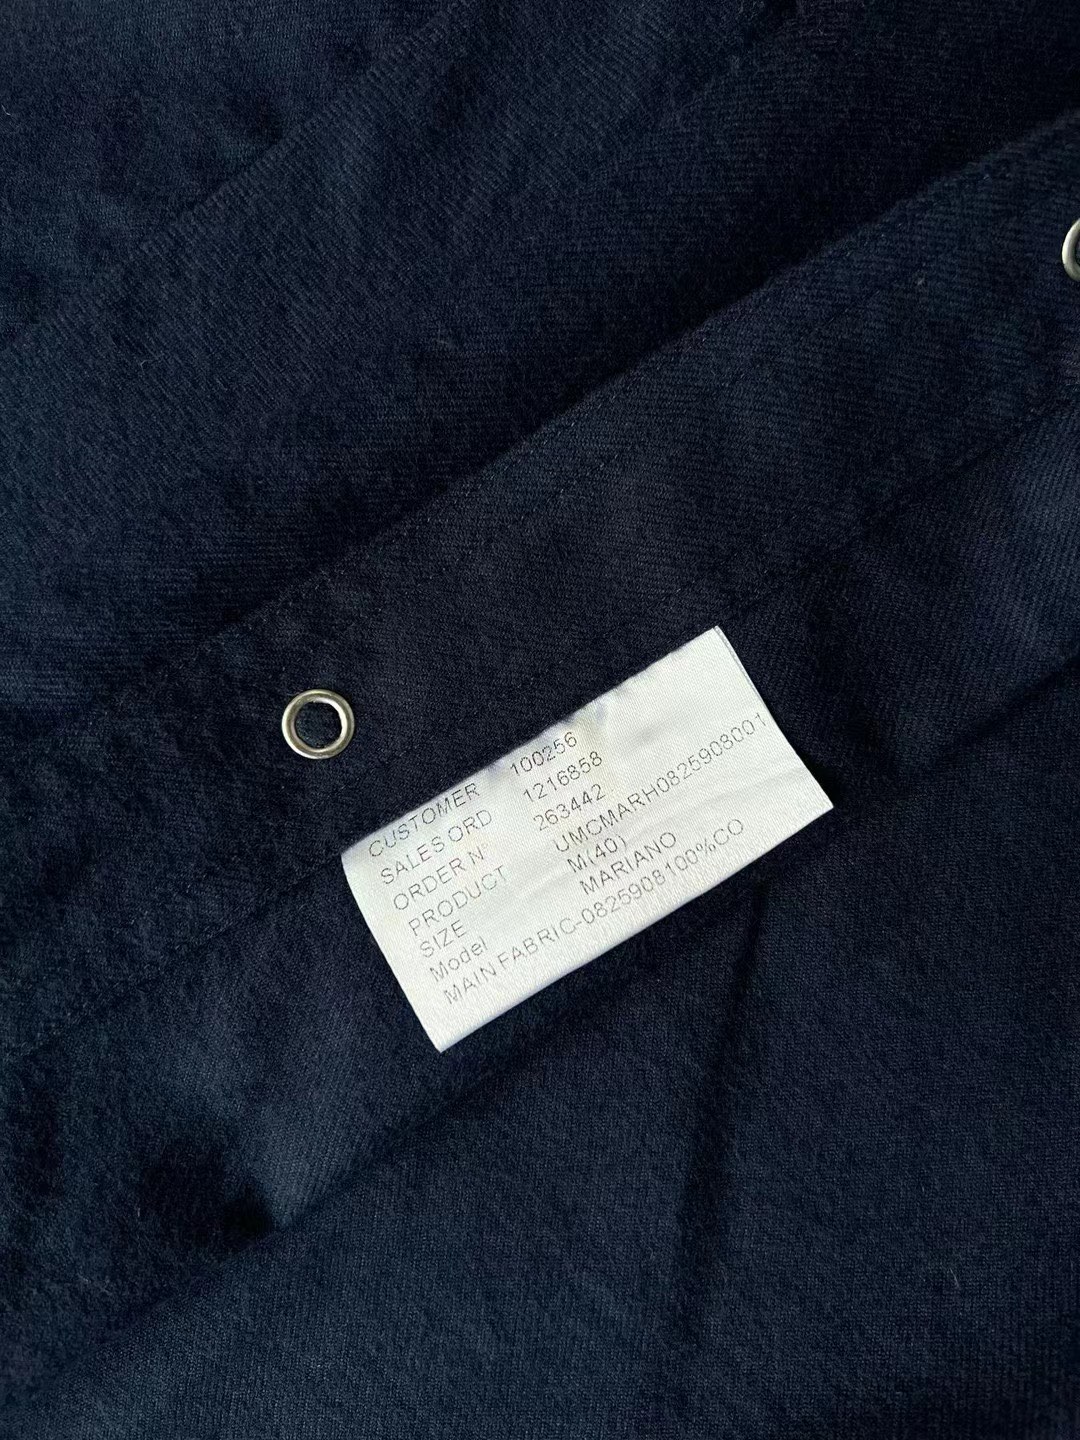 CUSTOMER 100256
SALES ORD 1216858
ORDER N° 263442
PRODUCT UMCMARH0825908001
SIZE M(40)
Model MARIANO
MAIN FABRIC-0825908100%CO